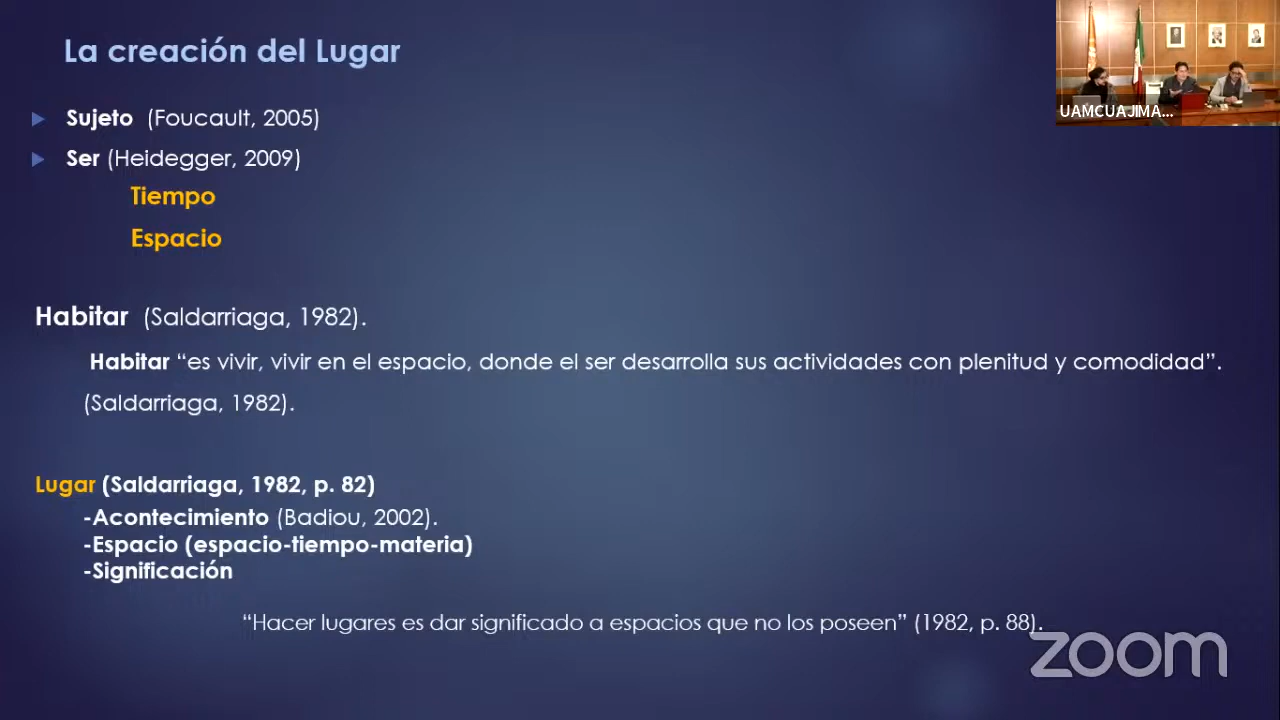 La creación del Lugar
Sujeto (Foucault, 2005)
Ser (Heidegger, 2009)
Tiempo
Espacio
Habitar (Saldarriaga, 1982).
Habitar “es vivir, vivir en el espacio, donde el ser desarrolla sus actividades con plenitud y comodidad”.
(Saldarriaga, 1982).
Lugar (Saldarriaga, 1982, p. 82)
-Acontecimiento (Badiou, 2002).
-Espacio (espacio-tiempo-materia)
-Significación
“Hacer lugares es dar significado a espacios que no los poseen” (1982, p. 88).
UAMCUAJIMA...
zoom